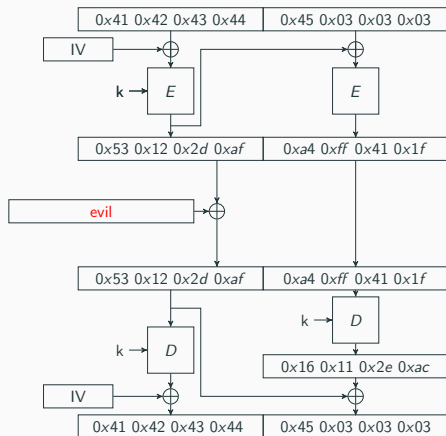 0x41 0x42 0x43 0x44 0x45 0x03 0x03 0x03
IV
k E E
0x53 0x12 0x2d 0xaf 0xa4 0xff 0x41 0x1f
evil
0x53 0x12 0x2d 0xaf 0xa4 0xff 0x41 0x1f
k D
k D
0x16 0x11 0x2e 0xac
IV
0x41 0x42 0x43 0x44 0x45 0x03 0x03 0x03